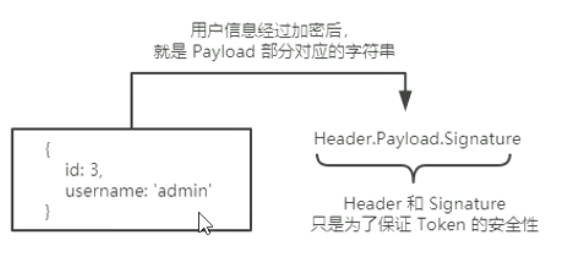 用户信息经过加密后，
就是 Payload 部分对应的字符串
{
id: 3,
username: 'admin'
}
Header.Payload.Signature
Header 和 Signature
只是为了保证 Token 的安全性